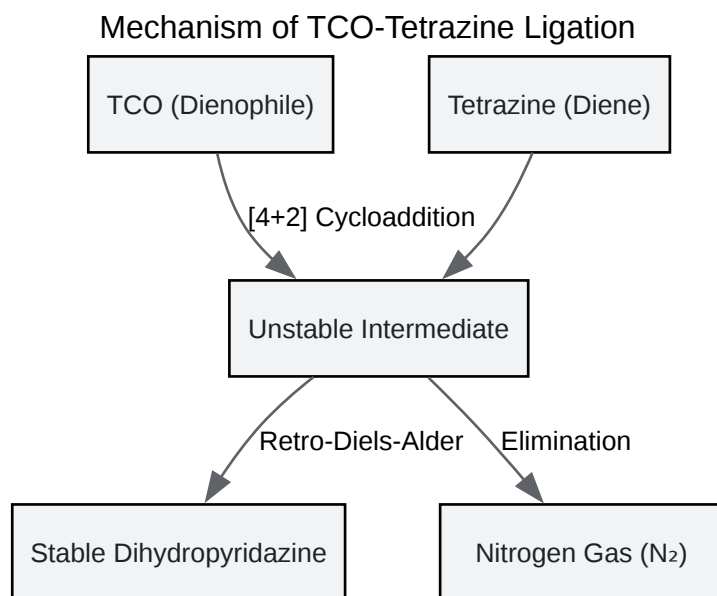 Mechanism of TCO-Tetrazine Ligation
TCO (Dienophile)
Tetrazine (Diene)
[4+2] Cycloaddition
Unstable Intermediate
Retro-Diels-Alder
Elimination
Stable Dihydropyridazine
Nitrogen Gas (N₂)